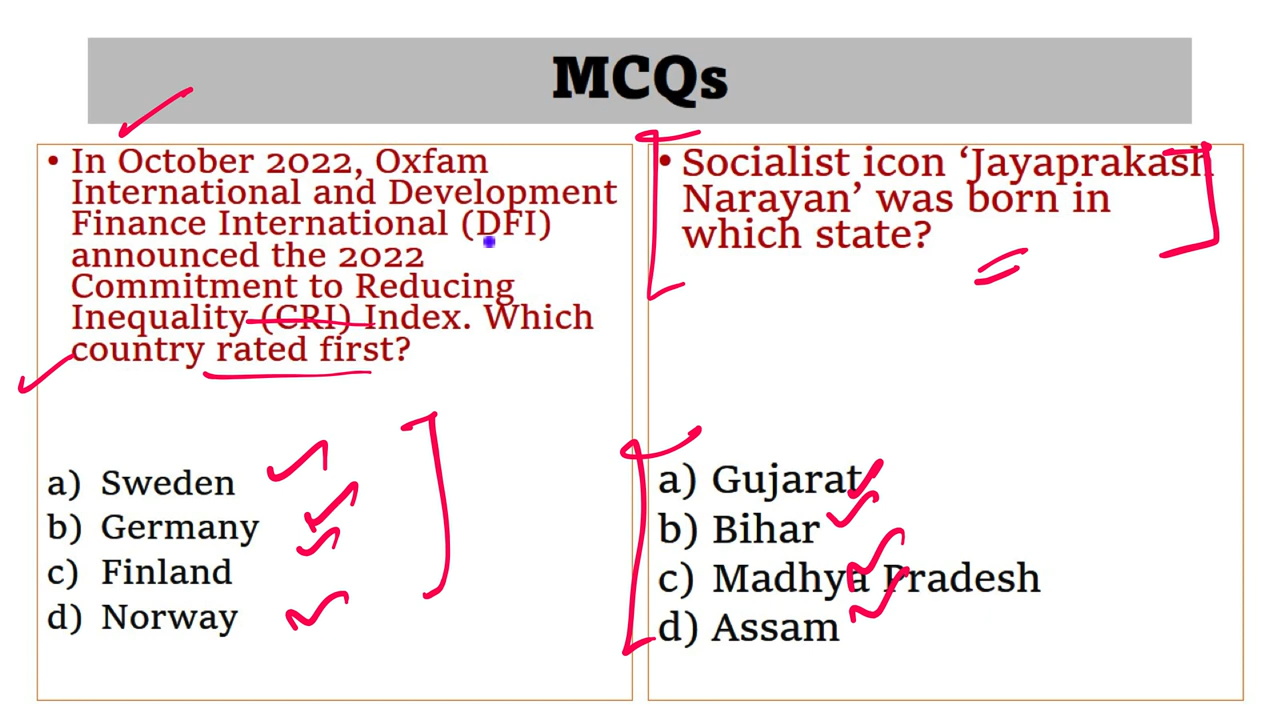 MCQs
• In October 2022, Oxfam
International and Development
Finance International (DFI)
announced the 2022
Commitment to Reducing
Inequality (CRI) Index. Which
country rated first?
a) Sweden
b) Germany
c) Finland
d) Norway
• Socialist icon ‘Jayaprakash
Narayan’ was born in
which state?
a) Gujarat
b) Bihar
c) Madhya Pradesh
d) Assam